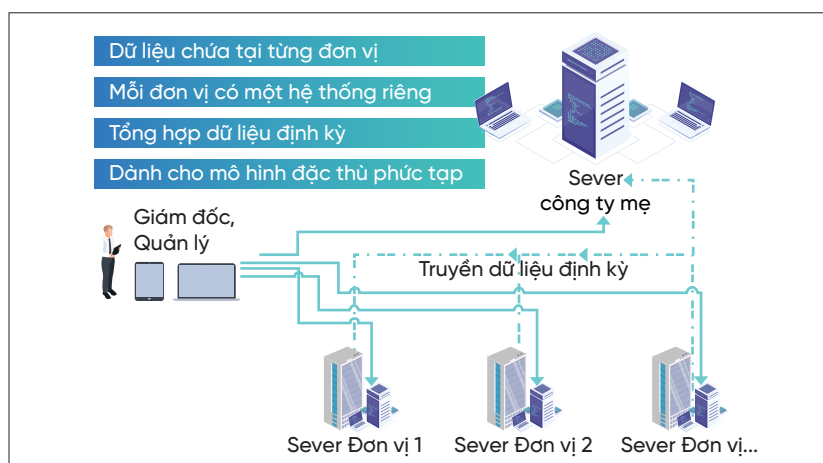 Dữ liệu chứa tại từng đơn vị
Mỗi đơn vị có một hệ thống riêng
Tổng hợp dữ liệu định kỳ
Dành cho mô hình đặc thù phức tạp
Sever
công ty mẹ
Giám đốc,
Quản lý
Truyền dữ liệu định kỳ
Sever Đơn vị 1
Sever Đơn vị 2
Sever Đơn vị...